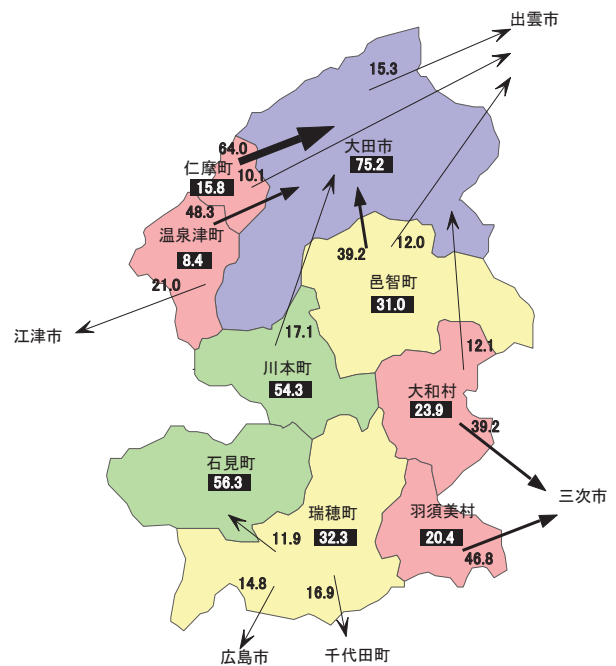 出雲市
15.3
64.0
大田市
75.2
仁摩町
15.8
10.1
48.3
温泉津町
8.4
39.2
12.0
邑智町
31.0
21.0
江津市
17.1
川本町
54.3
12.1
大和村
23.9
39.2
石見町
56.3
三次市
瑞穂町
32.3
羽須美村
20.4
11.9
46.8
14.8
16.9
広島市
千代田町